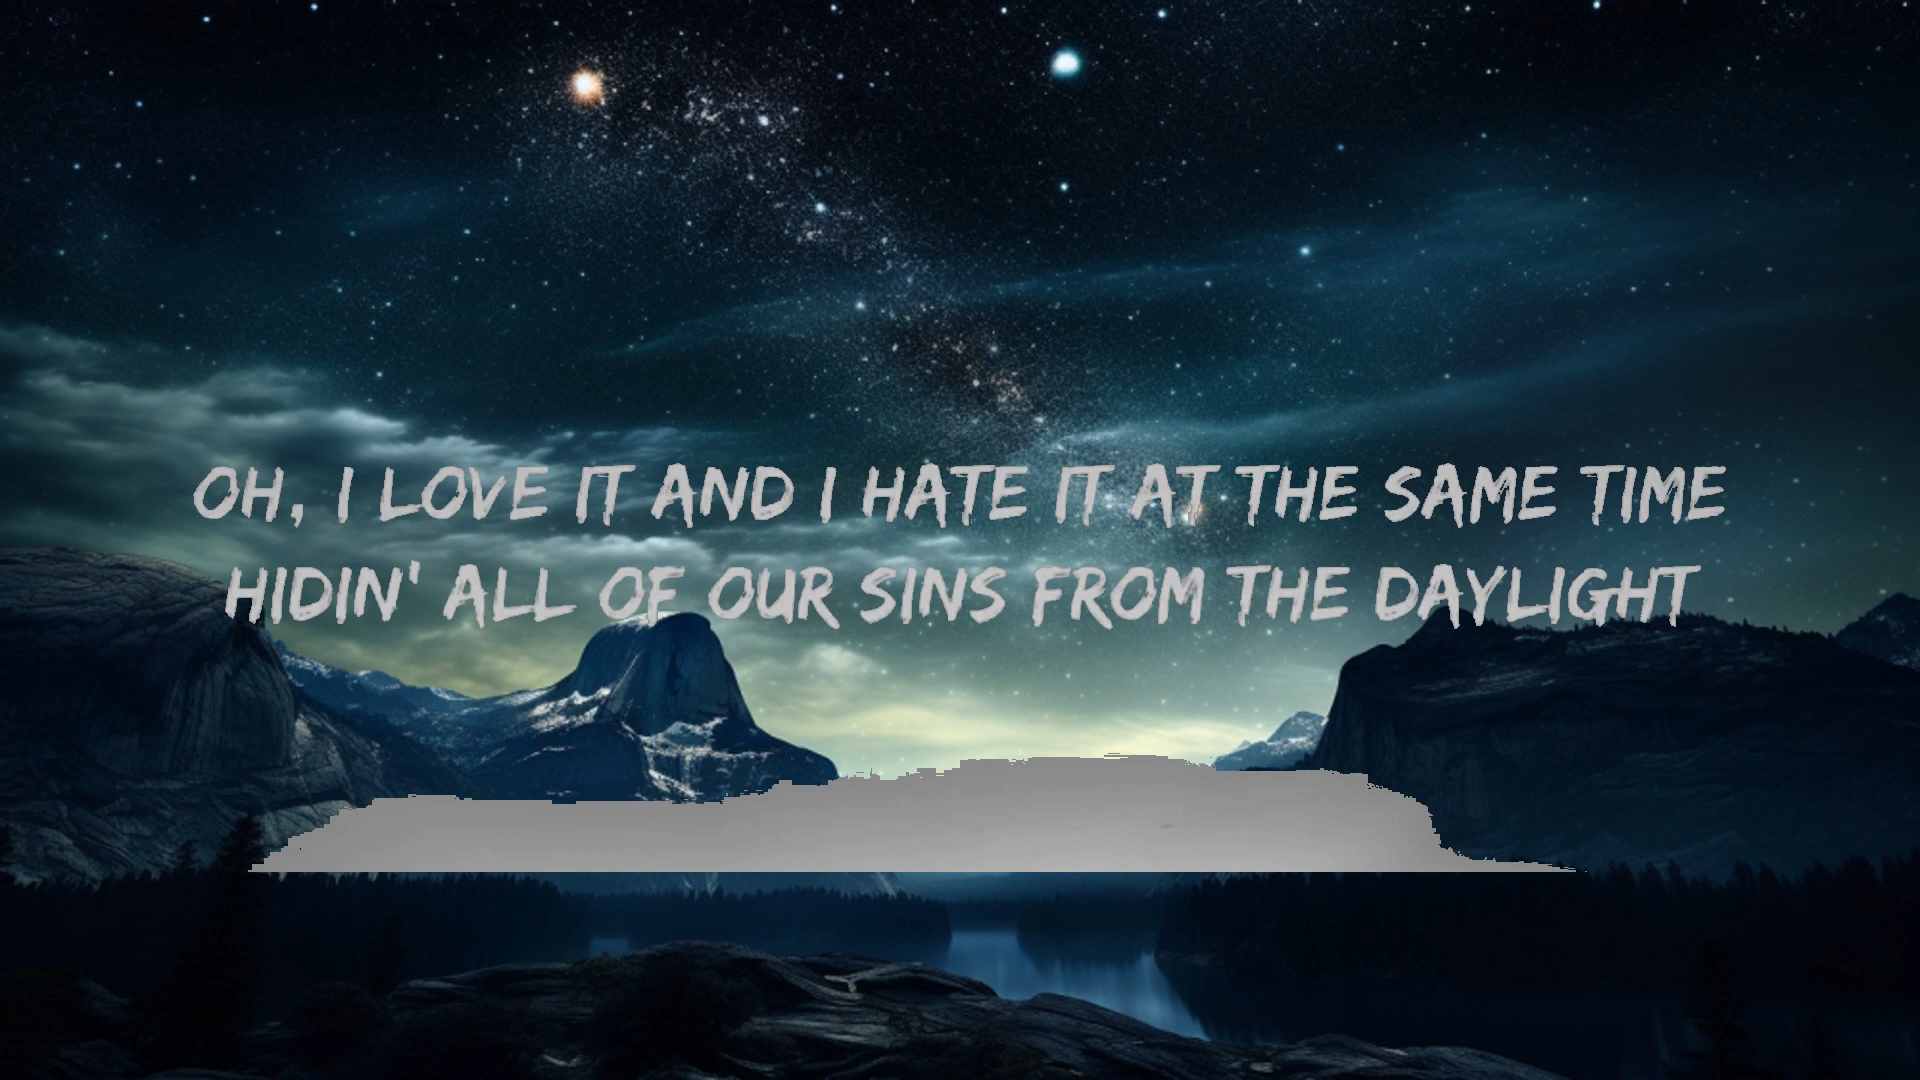 OH, I LOVE IT AND I HATE IT AT THE SAME TIME
HIDIN' ALL OF OUR SINS FROM THE DAYLIGHT